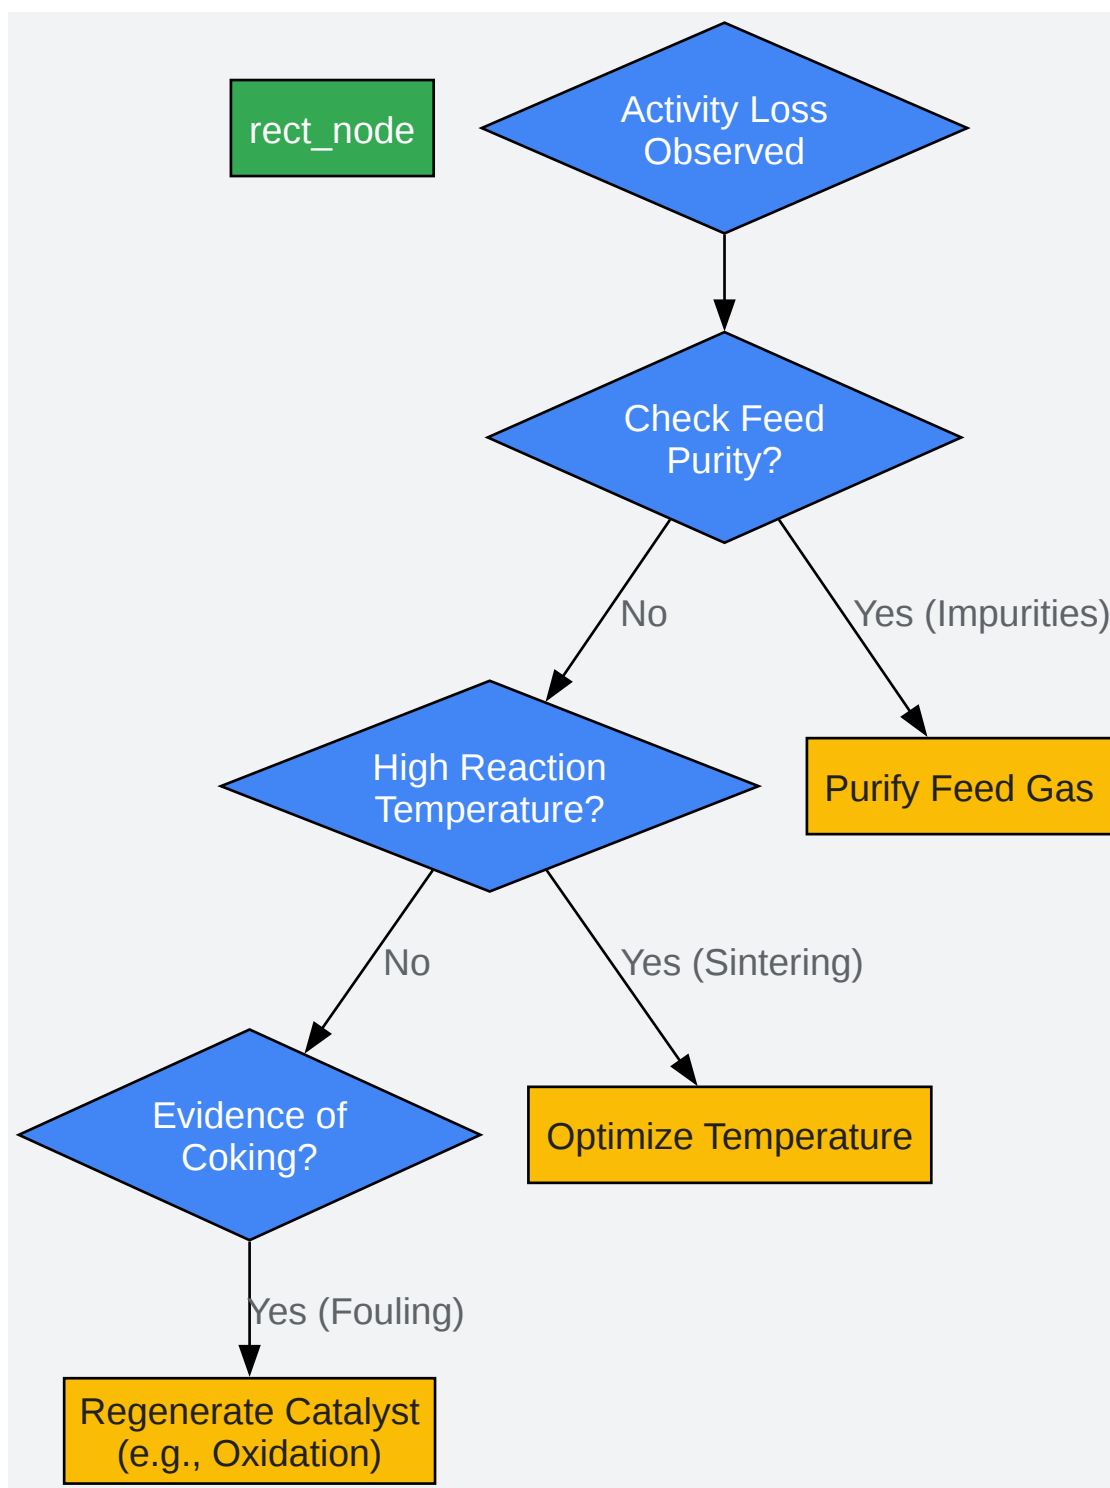 rect_node
Activity Loss
Observed
Check Feed
Purity?
No
Yes (Impurities)
High Reaction
Temperature?
Purify Feed Gas
No
Yes (Sintering)
Evidence of
Coking?
Optimize Temperature
Yes (Fouling)
Regenerate Catalyst
(e.g., Oxidation)